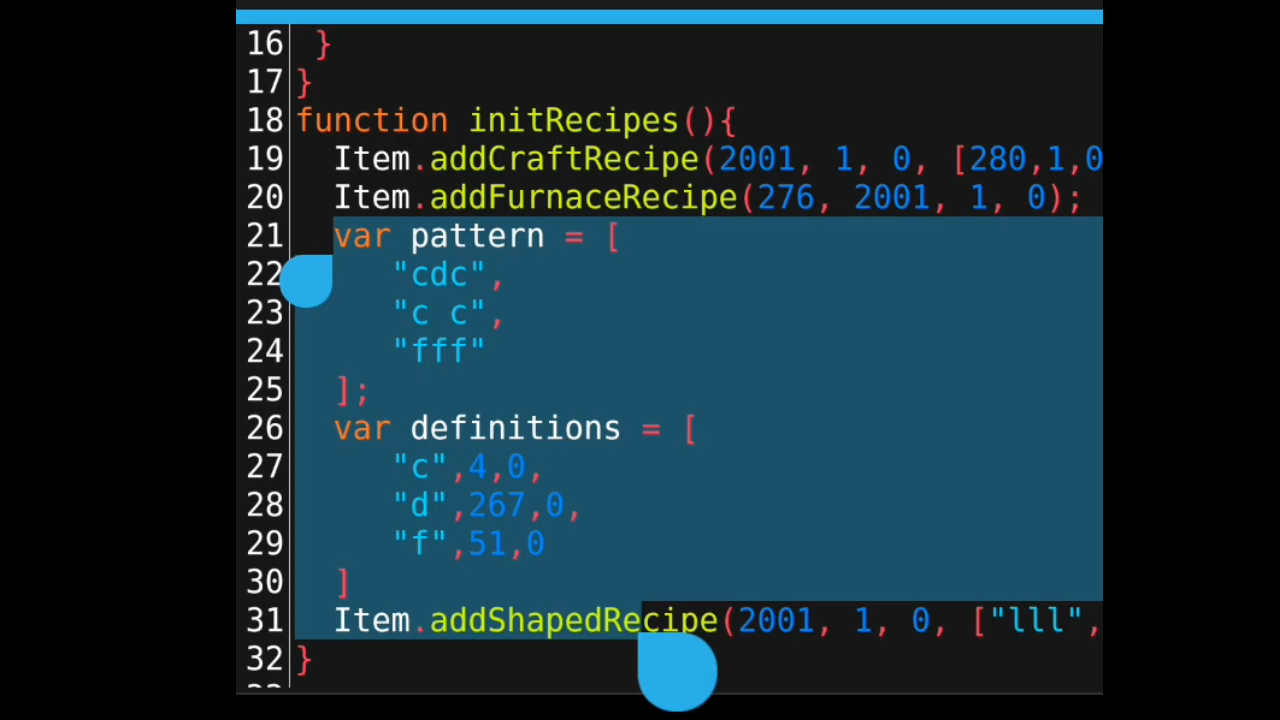 16 }
17 }
18 function initRecipes(){
19 Item.addCraftRecipe(2001, 1, 0, [280,1,0
20 Item.addFurnaceRecipe(276, 2001, 1, 0);
21 var pattern = [
22 "cdc",
23 "c c",
24 "fff"
25 ];
26 var definitions = [
27 "c",4,0,
28 "d",267,0,
29 "f",51,0
30 ]
31 Item.addShapedRecipe(2001, 1, 0, ["lll",
32 }